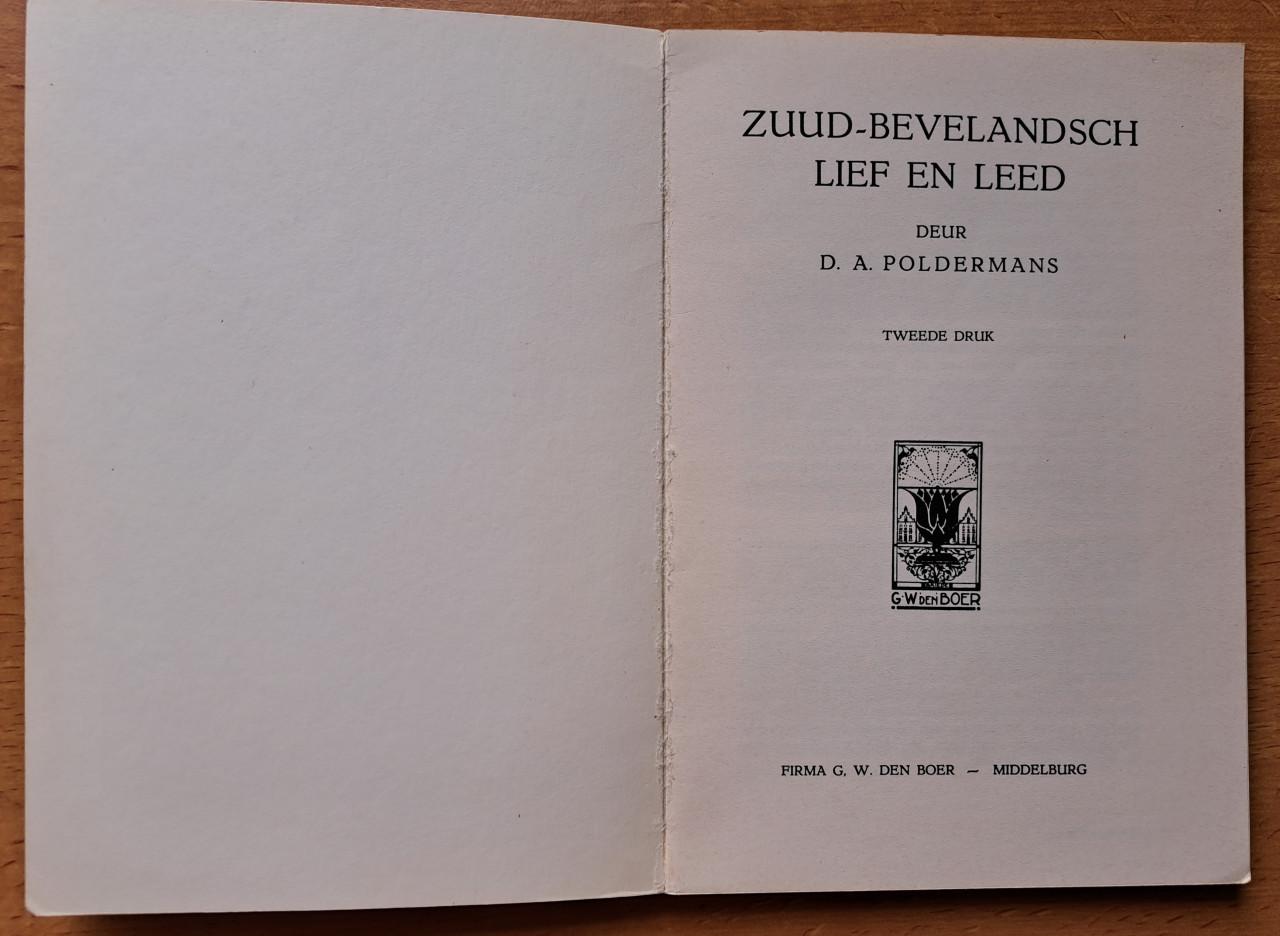 ZUUD-BEVELANDSCH
LIEF EN LEED
DEUR
D. A. POLDERMANS
TWEEDE DRUK
G·W·DEN·BOER
FIRMA G. W. DEN BOER — MIDDELBURG